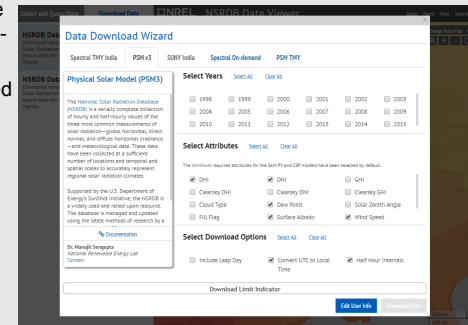 Select and Query Data
Download Data
NREL NSRDB Data Viewer
NSRDB Data
Data Download Wizard
Spectral TMY India
PSM v3
SUNY India
Spectral On-demand
PSM TMY
Physical Solar Model (PSM3)
The National Solar Radiation Database
(NSRDB) is a serially complete collection
of hourly and half-hourly values of the
three most common measurements of
solar radiation—global horizontal, direct
normal, and diffuse horizontal irradiance
—and meteorological data. These data
have been collected at a sufficient
number of locations and temporal and
spatial scales to accurately represent
regional solar radiation climates.
Supported by the U.S. Department of
Energy's SunShot Initiative, the NSRDB is
a widely used and relied-upon resource.
The database is managed and updated
using the latest methods of research by a
Documentation
Dr. Manajit Sengupta
National Renewable Energy Lab
Contact
Select Years Select All Clear All
1998 1999 2000 2001 2002 2003
2004 2005 2006 2007 2008 2009
2010 2011 2012 2013 2014 2015
Select Attributes Select All Clear All
The minimum required attributes for the SAM PV and CSP models have been selected by default.
DHI DNI GHI
Clearsky DHI Clearsky DNI Clearsky GHI
Cloud Type Dew Point Solar Zenith Angle
Fill Flag Surface Albedo Wind Speed
Select Download Options Select All Clear All
Include Leap Day Convert UTC to Local Time Half Hour Intervals
Download Limit Indicator
Edit User Info Download Data